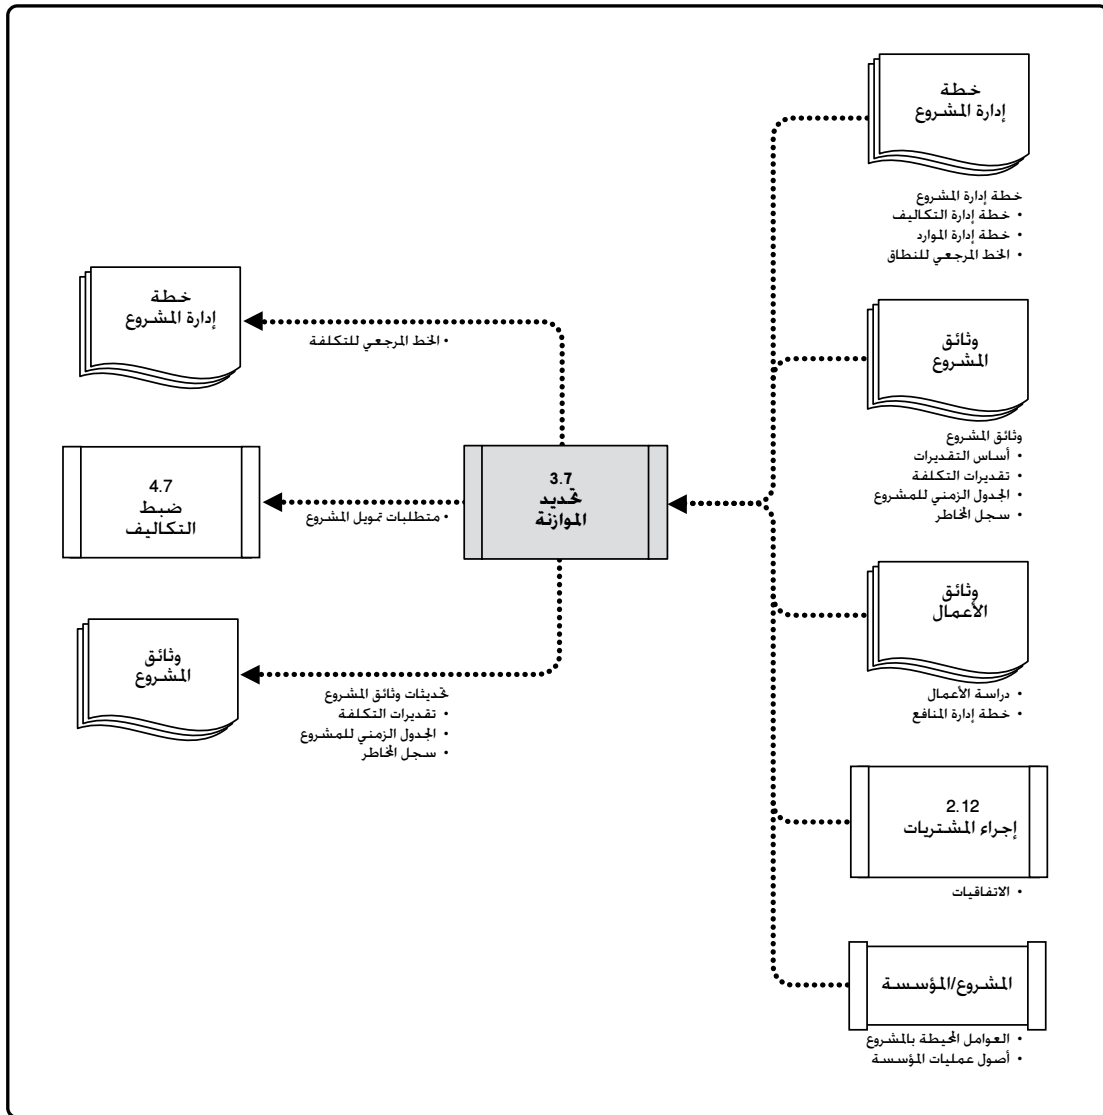 خطة
إدارة المشروع
خطة إدارة المشروع
• خطة إدارة التكاليف
• خطة إدارة الموارد
• الخط المرجعي للنطاق
وثائق
المشروع
وثائق المشروع
• أساس التقديرات
• تقديرات التكلفة
• الجدول الزمني للمشروع
• سجل المخاطر
وثائق
الأعمال
• دراسة الأعمال
• خطة إدارة المنافع
2.12
إجراء المشتريات
• الاتفاقيات
المشروع/المؤسسة
• العوامل المحيطة بالمشروع
• أصول عمليات المؤسسة
3.7
تحديد
الموازنة
• الخط المرجعي للتكلفة
خطة
إدارة المشروع
• متطلبات تمويل المشروع
4.7
ضبط
التكاليف
وثائق
المشروع
تحديثات وثائق المشروع
• تقديرات التكلفة
• الجدول الزمني للمشروع
• سجل المخاطر